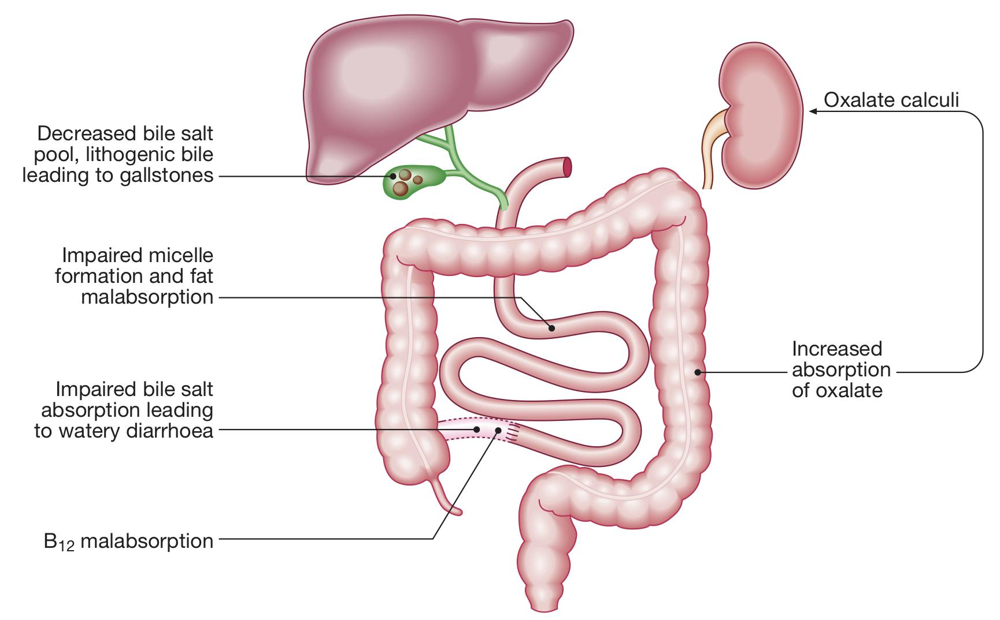 Decreased bile salt
pool, lithogenic bile
leading to gallstones
Impaired micelle
formation and fat
malabsorption
Impaired bile salt
absorption leading
to watery diarrhoea
B₁₂ malabsorption
Oxalate calculi
Increased
absorption
of oxalate